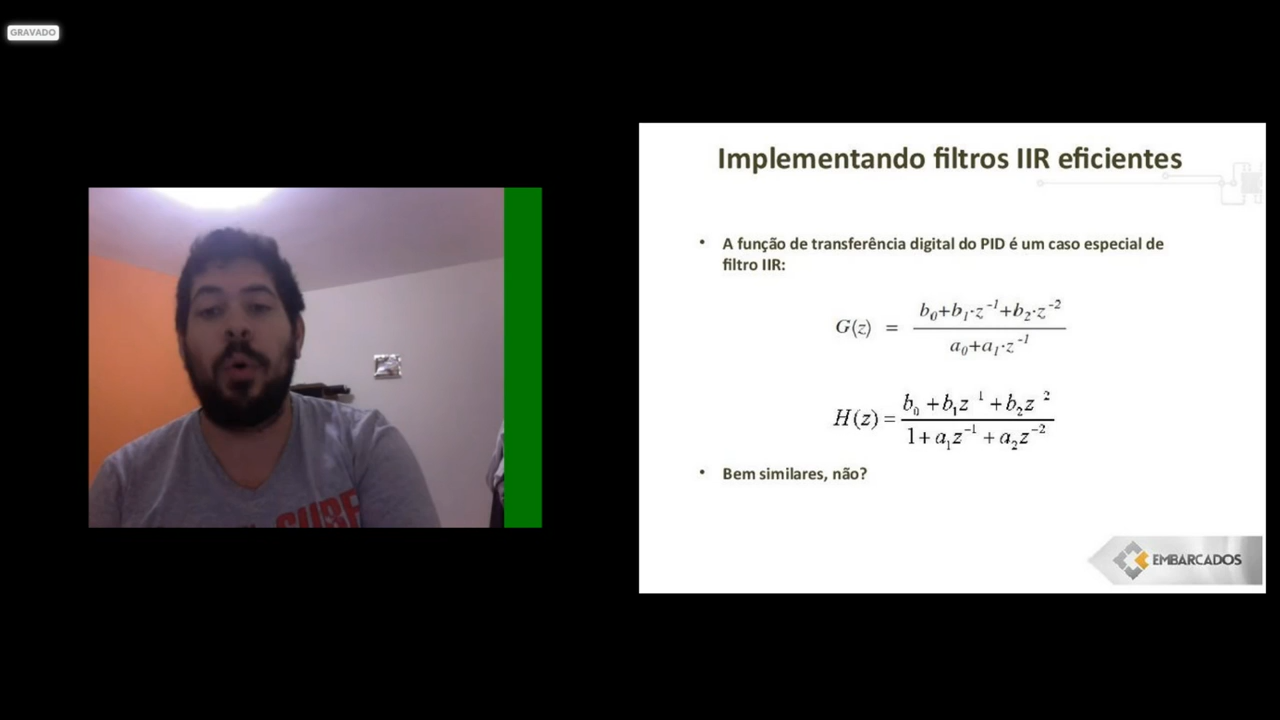 GRAVADO
Implementando filtros IIR eficientes
• A função de transferência digital do PID é um caso especial de
filtro IIR:
G(z) = (b₀+b₁·z⁻¹+b₂·z⁻²) / (a₀+a₁·z⁻¹)
H(z) = (b₀ + b₁z ¹ + b₂z ²) / (1 + a₁z⁻¹ + a₂z⁻²)
• Bem similares, não?
EMBARCADOS
CUBE